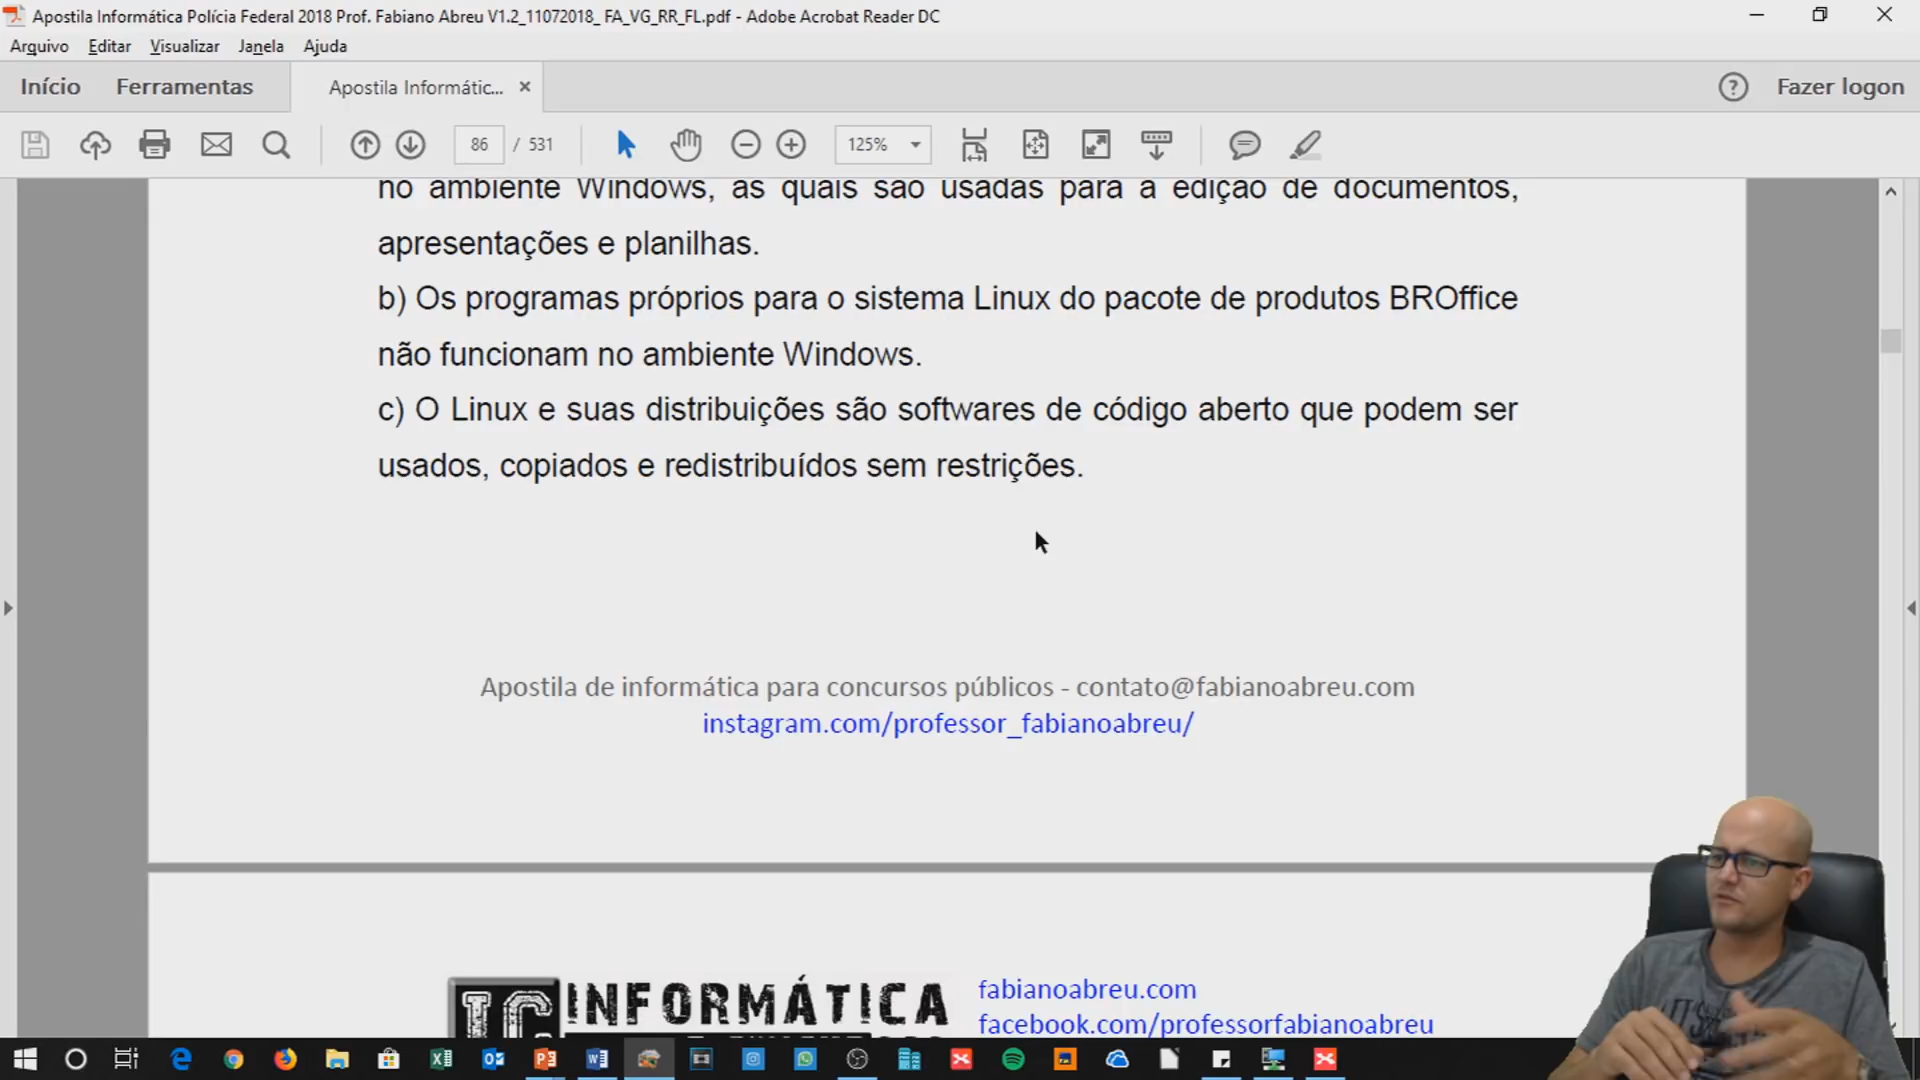 Apostila Informática Polícia Federal 2018 Prof. Fabiano Abreu V1.2_11072018_ FA_VG_RR_FL.pdf - Adobe Acrobat Reader DC
Arquivo Editar Visualizar Janela Ajuda
Início Ferramentas Apostila Informátic... Fazer logon
86 / 531 125%
no ambiente Windows, as quais são usadas para a edição de documentos,
apresentações e planilhas.
b) Os programas próprios para o sistema Linux do pacote de produtos BROffice
não funcionam no ambiente Windows.
c) O Linux e suas distribuições são softwares de código aberto que podem ser
usados, copiados e redistribuídos sem restrições.
Apostila de informática para concursos públicos - contato@fabianoabreu.com
instagram.com/professor_fabianoabreu/
INFORMÁTICA
fabianoabreu.com
facebook.com/professorfabianoabreu